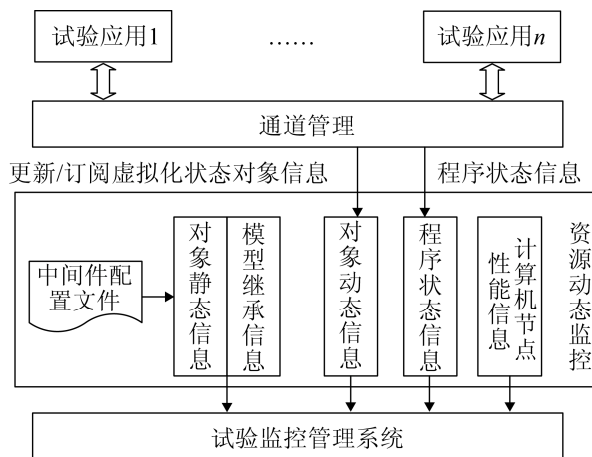 试验应用1
……
试验应用n
通道管理
更新/订阅虚拟化状态对象信息
程序状态信息
中间件配
置文件
对象静态信息
模型继承信息
对象动态信息
程序状态信息
计算机节点
性能信息
资源动态监控
试验监控管理系统